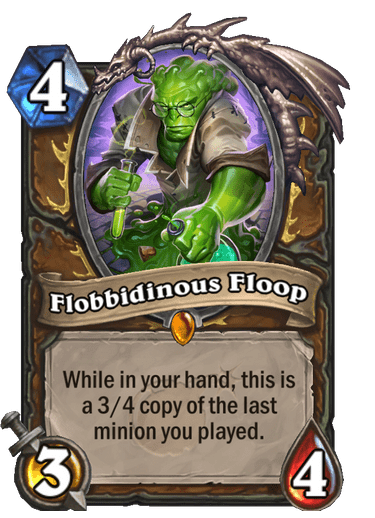 4
Flobbidinous Floop
While in your hand, this is
a 3/4 copy of the last
minion you played.
3
4